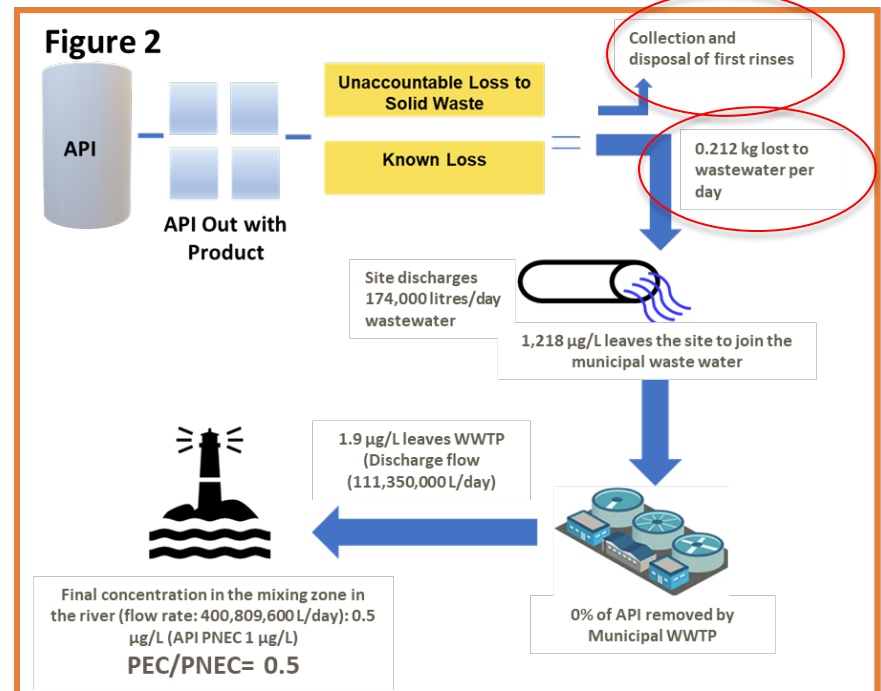 Figure 2
Collection and
disposal of first rinses
API
Unaccountable Loss to
Solid Waste
Known Loss
0.212 kg lost to
wastewater per
day
API Out with
Product
Site discharges
174,000 litres/day
wastewater
1,218 µg/L leaves the site to join the
municipal waste water
1.9 µg/L leaves WWTP
(Discharge flow
(111,350,000 L/day)
0% of API removed by
Municipal WWTP
Final concentration in the mixing zone in
the river (flow rate: 400,809,600 L/day): 0.5
µg/L (API PNEC 1 µg/L)
PEC/PNEC= 0.5